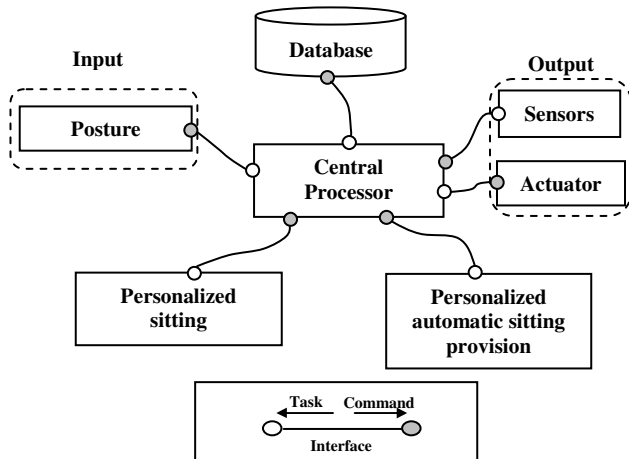 Database
Input
Output
Posture
Sensors
Central
Processor
Actuator
Personalized
sitting
Personalized
automatic sitting
provision
Task Command
Interface